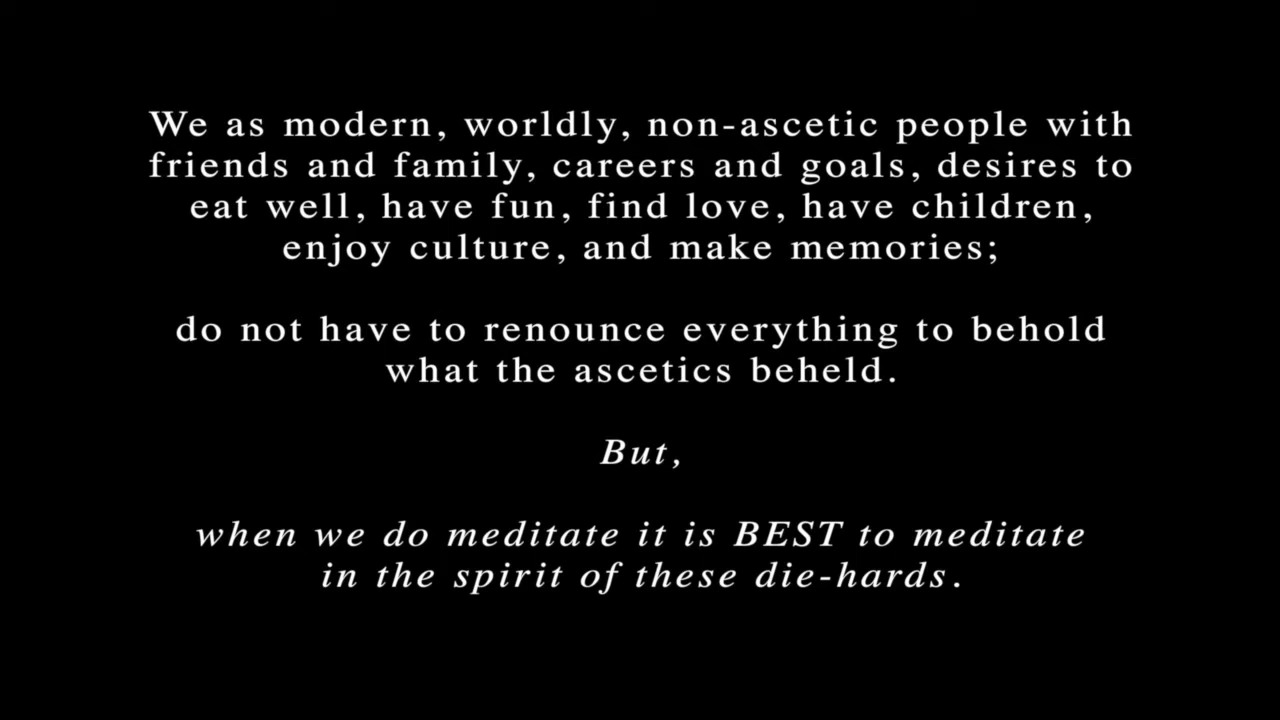 We as modern, worldly, non-ascetic people with
friends and family, careers and goals, desires to
eat well, have fun, find love, have children,
enjoy culture, and make memories;
do not have to renounce everything to behold
what the ascetics beheld.
But,
when we do meditate it is BEST to meditate
in the spirit of these die-hards.